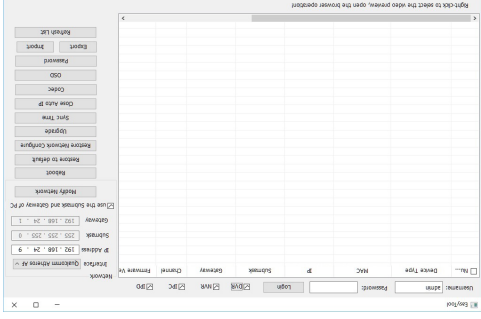 EasyTool
Username: admin Password: Login DVR NVR IPC IPD
Nu... Device Type MAC IP Submask Gateway Channel Firmware Ve
Network
Interface Qualcomm Atheros AR
IP Address 192 . 168 . 24 . 9
Submask 255 . 255 . 255 . 0
Gateway 192 . 168 . 24 . 1
use the Submask and Gateway of PC
Modify Network
Reboot
Restore to default
Restore Network Configure
Upgrade
Sync Time
Close Auto IP
Codec
OSD
Password
Export Import
Refresh List
Right-click to select the video preview, open the browser operation!